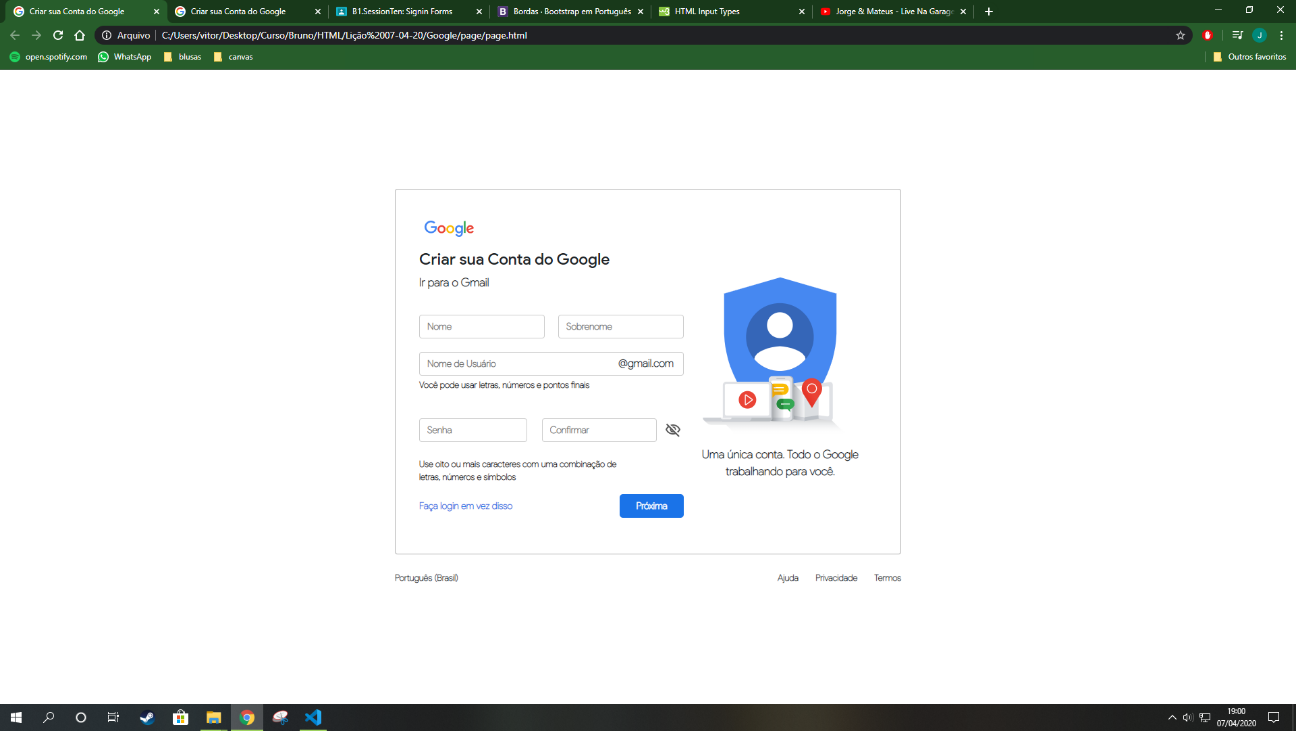 Criar sua Conta do Google
Criar sua Conta do Google
B1.SessionTen: Signin Forms
Bordas · Bootstrap em Português
HTML Input Types
Jorge & Mateus - Live Na Garage
Arquivo
C:/Users/vitor/Desktop/Curso/Bruno/HTML/Lição%2007-04-20/Google/page/page.html
J
open.spotify.com
WhatsApp
blusas
canvas
Outros favoritos
Google
Criar sua Conta do Google
Ir para o Gmail
Nome
Sobrenome
Nome de Usuário
@gmail.com
Você pode usar letras, números e pontos finais
Senha
Confirmar
Use oito ou mais caracteres com uma combinação de
letras, números e símbolos
Faça login em vez disso
Próxima
Uma única conta. Todo o Google
trabalhando para você.
Português (Brasil)
Ajuda
Privacidade
Termos
19:00
07/04/2020